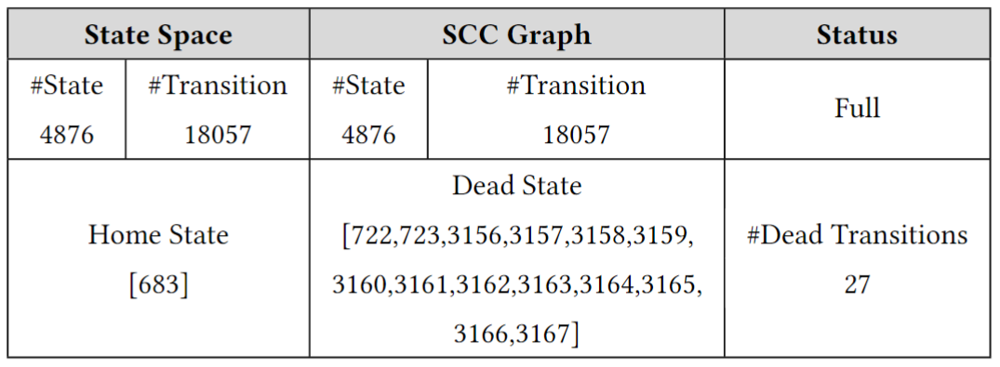 State Space SCC Graph Status
#State #Transition #State #Transition
4876 18057 4876 18057
Full
Home State
[683]
Dead State
[722,723,3156,3157,3158,3159,
3160,3161,3162,3163,3164,3165,
3166,3167]
#Dead Transitions
27